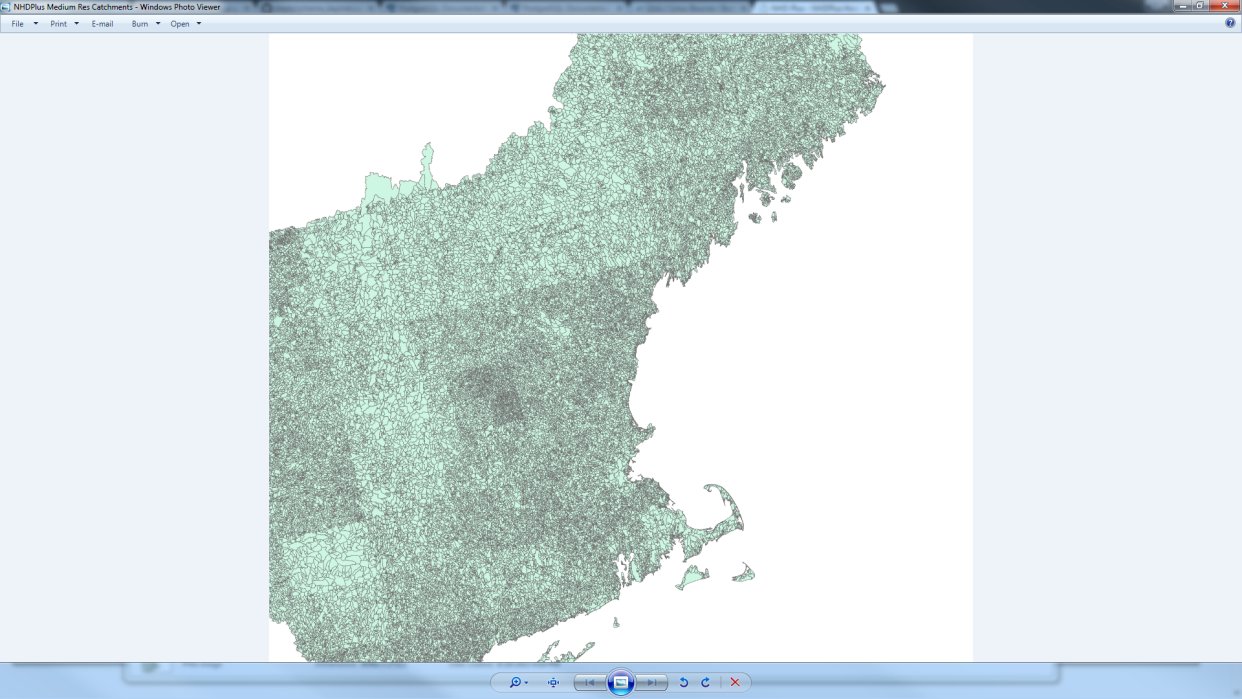 NHDPlus Medium Res Catchments - Windows Photo Viewer
File Print E-mail Burn Open